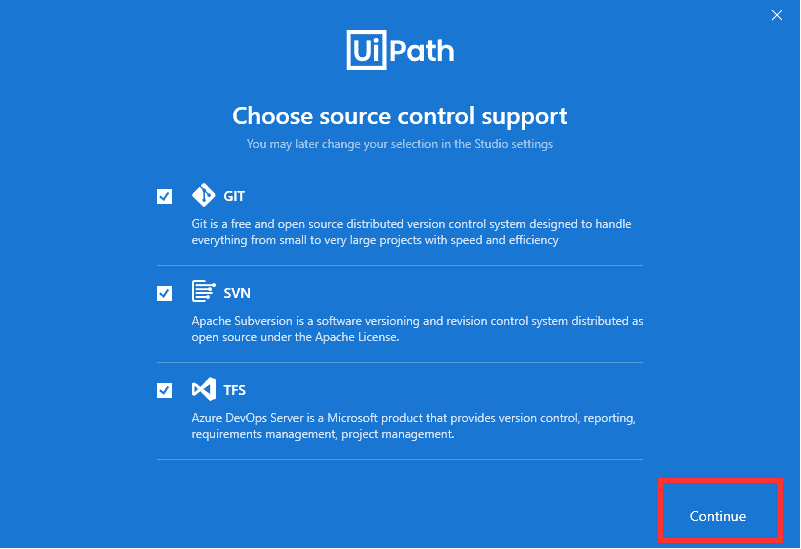 UiPath
Choose source control support
You may later change your selection in the Studio settings
GIT
Git is a free and open source distributed version control system designed to handle
everything from small to very large projects with speed and efficiency
SVN
Apache Subversion is a software versioning and revision control system distributed as
open source under the Apache License.
TFS
Azure DevOps Server is a Microsoft product that provides version control, reporting,
requirements management, project management.
Continue